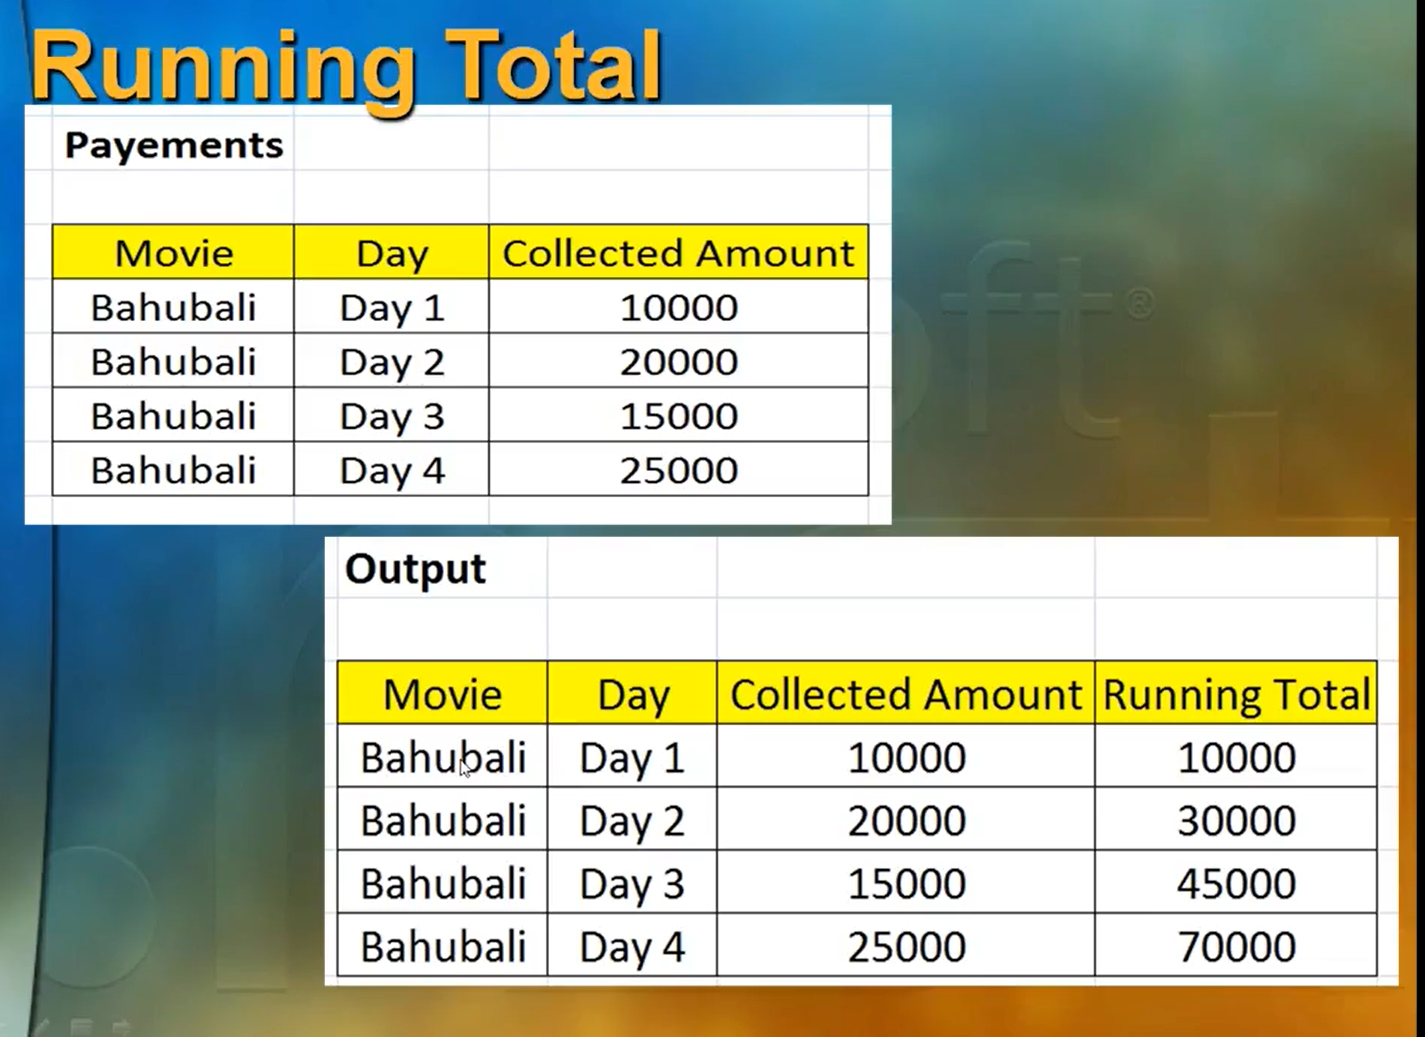 Running Total
Payements
Movie Day Collected Amount
Bahubali Day 1 10000
Bahubali Day 2 20000
Bahubali Day 3 15000
Bahubali Day 4 25000
oft®
Output
Movie Day Collected Amount Running Total
Bahubali Day 1 10000 10000
Bahubali Day 2 20000 30000
Bahubali Day 3 15000 45000
Bahubali Day 4 25000 70000